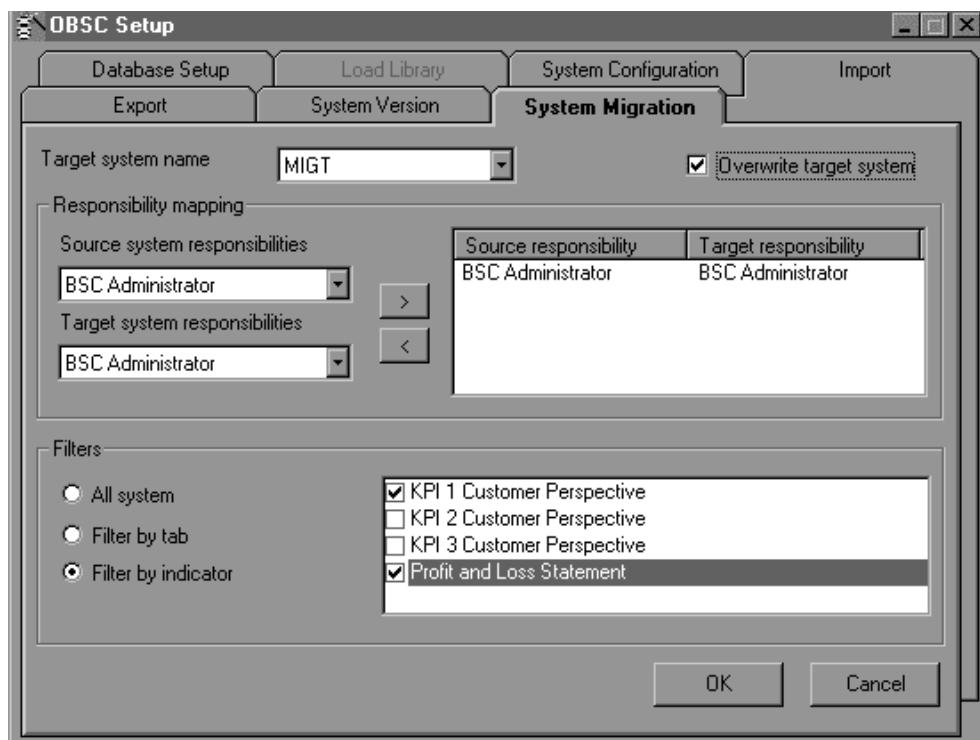 OBSC Setup
Database Setup Load Library System Configuration Import
Export System Version System Migration
Target system name MIGT Overwrite target system
Responsibility mapping
Source system responsibilities
BSC Administrator
Target system responsibilities
BSC Administrator
>
<
Source responsibility Target responsibility
BSC Administrator BSC Administrator
Filters
All system
Filter by tab
Filter by indicator
KPI 1 Customer Perspective
KPI 2 Customer Perspective
KPI 3 Customer Perspective
Profit and Loss Statement
OK Cancel